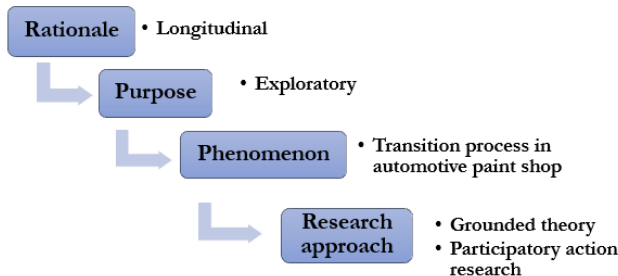 Rationale
• Longitudinal
Purpose
• Exploratory
Phenomenon
• Transition process in
automotive paint shop
Research
approach
• Grounded theory
• Participatory action
research